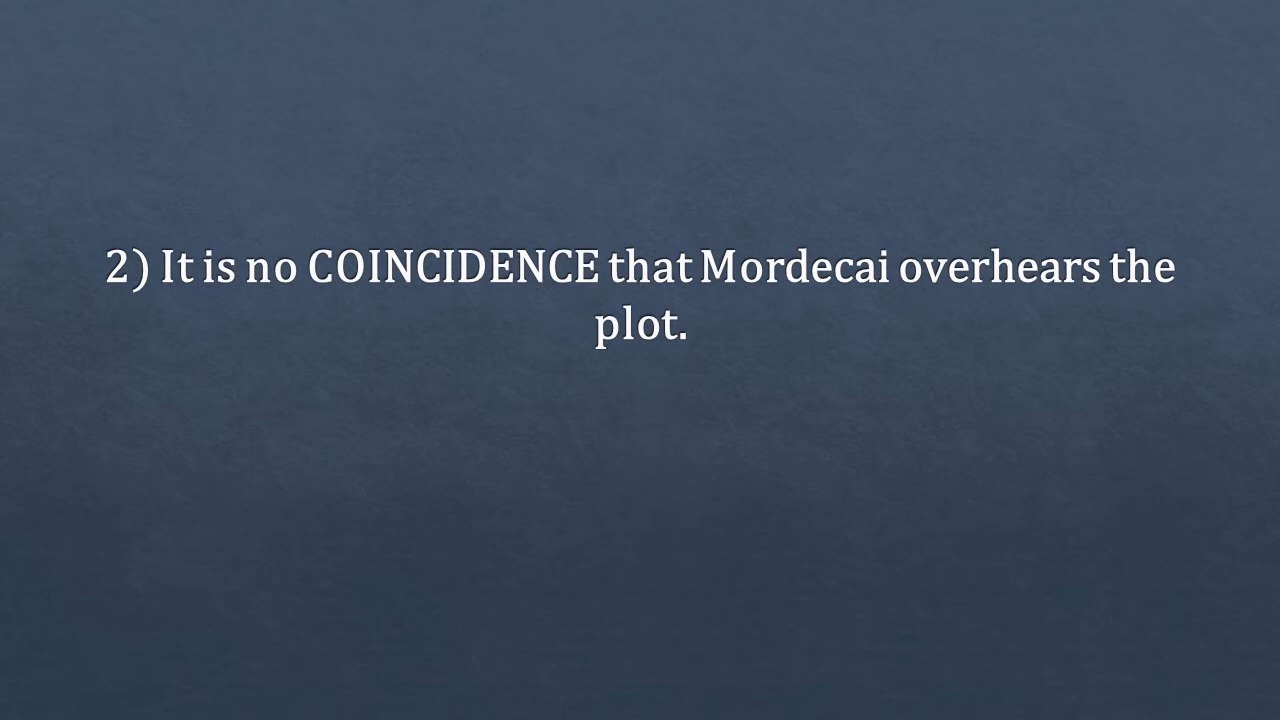 2) It is no COINCIDENCE that Mordecai overhears the
plot.